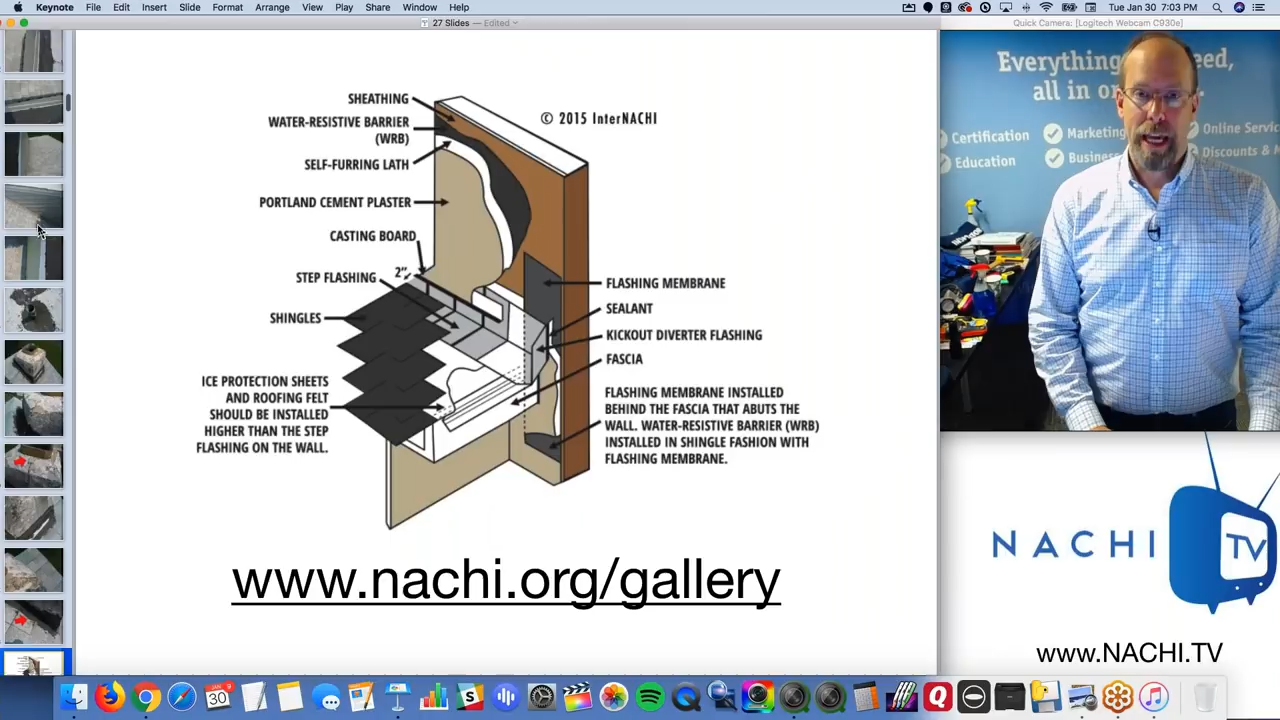 Keynote File Edit Insert Slide Format Arrange View Play Share Window Help
Tue Jan 30 7:03 PM
27 Slides — Edited
Quick Camera: [Logitech Webcam C930e]
SHEATHING
© 2015 InterNACHI
WATER-RESISTIVE BARRIER
(WRB)
SELF-FURRING LATH
PORTLAND CEMENT PLASTER
CASTING BOARD
STEP FLASHING
2"
SHINGLES
ICE PROTECTION SHEETS
AND ROOFING FELT
SHOULD BE INSTALLED
HIGHER THAN THE STEP
FLASHING ON THE WALL.
FLASHING MEMBRANE
SEALANT
KICKOUT DIVERTER FLASHING
FASCIA
FLASHING MEMBRANE INSTALLED
BEHIND THE FASCIA THAT ABUTS THE
WALL. WATER-RESISTIVE BARRIER (WRB)
INSTALLED IN SHINGLE FASHION WITH
FLASHING MEMBRANE.
www.nachi.org/gallery
Everything
all in
Certification
Education
Marketing
Online
Discounts &
NACHI TV
www.NACHI.TV